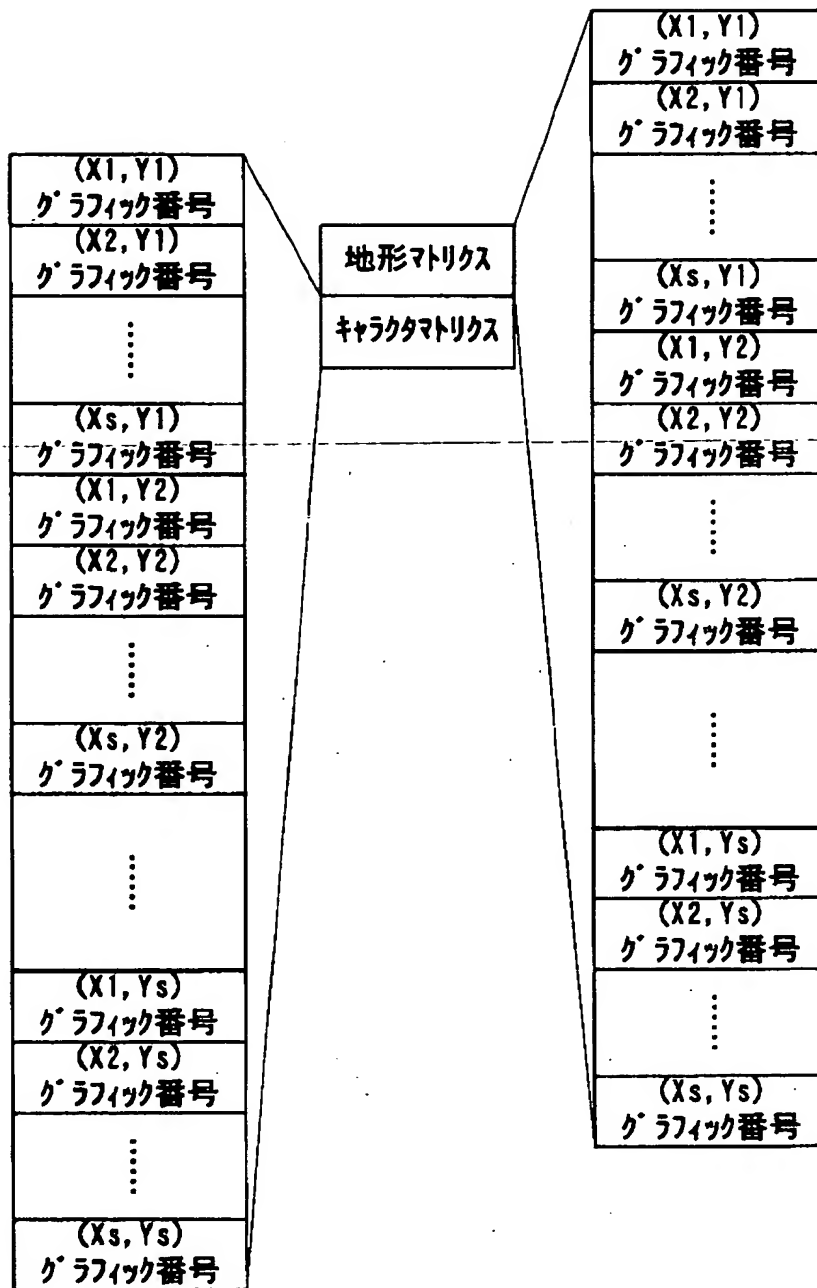 (X1,Y1)
グラフィック番号
(X2,Y1)
グラフィック番号
⋮
(Xs,Y1)
グラフィック番号
(X1,Y2)
グラフィック番号
(X2,Y2)
グラフィック番号
⋮
(Xs,Y2)
グラフィック番号
⋮
(X1,Ys)
グラフィック番号
(X2,Ys)
グラフィック番号
⋮
(Xs,Ys)
グラフィック番号
地形マトリクス
キャラクタマトリクス
(X1,Y1)
グラフィック番号
(X2,Y1)
グラフィック番号
⋮
(Xs,Y1)
グラフィック番号
(X1,Y2)
グラフィック番号
(X2,Y2)
グラフィック番号
⋮
(Xs,Y2)
グラフィック番号
⋮
(X1,Ys)
グラフィック番号
(X2,Ys)
グラフィック番号
⋮
(Xs,Ys)
グラフィック番号